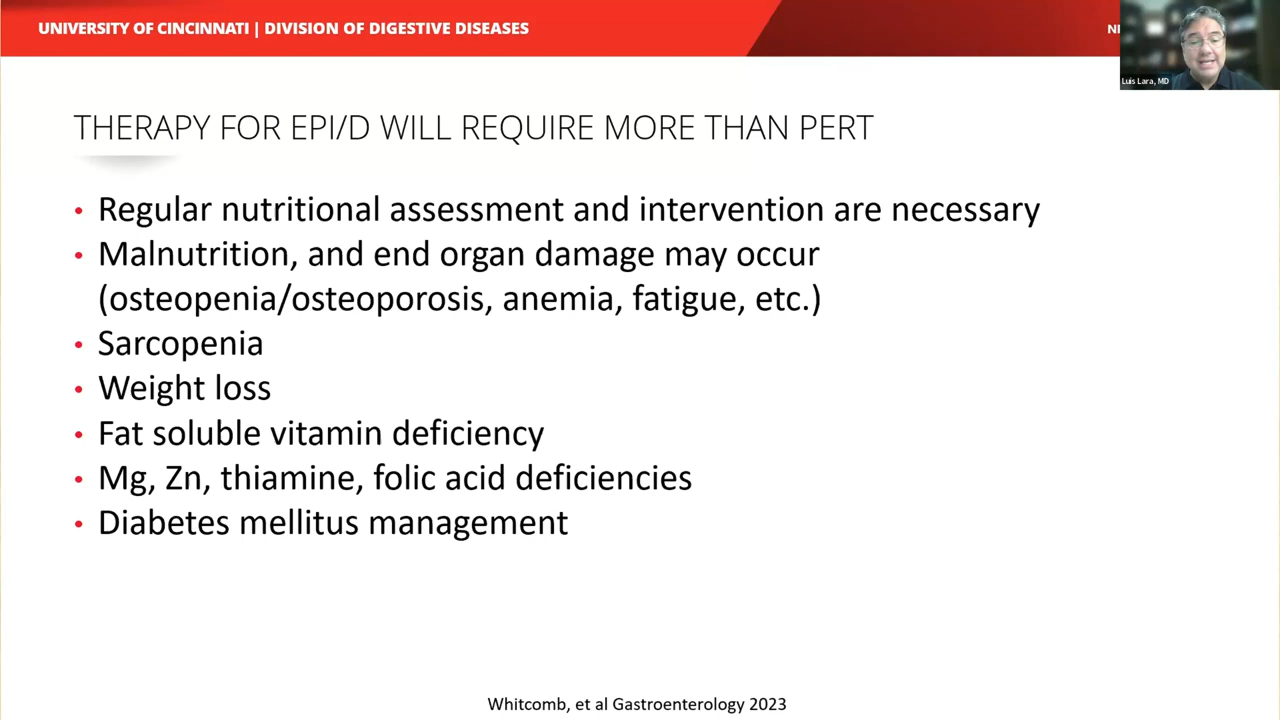 UNIVERSITY OF CINCINNATI | DIVISION OF DIGESTIVE DISEASES
Luis Lara, MD
THERAPY FOR EPI/D WILL REQUIRE MORE THAN PERT
• Regular nutritional assessment and intervention are necessary
• Malnutrition, and end organ damage may occur
(osteopenia/osteoporosis, anemia, fatigue, etc.)
• Sarcopenia
• Weight loss
• Fat soluble vitamin deficiency
• Mg, Zn, thiamine, folic acid deficiencies
• Diabetes mellitus management
Whitcomb, et al Gastroenterology 2023